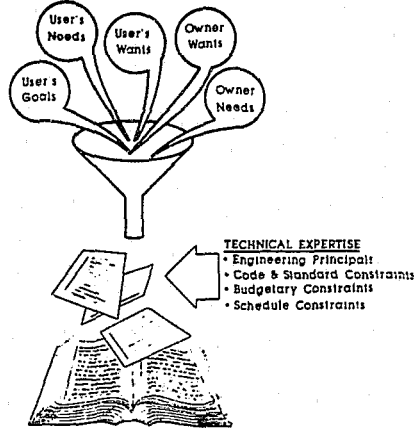 User's
Needs
User's
Wants
Owner
Wants
User's
Goals
Owner
Needs
TECHNICAL EXPERTISE
• Engineering Principals
• Code & Standard Constraints
• Budgetary Constraints
• Schedule Constraints